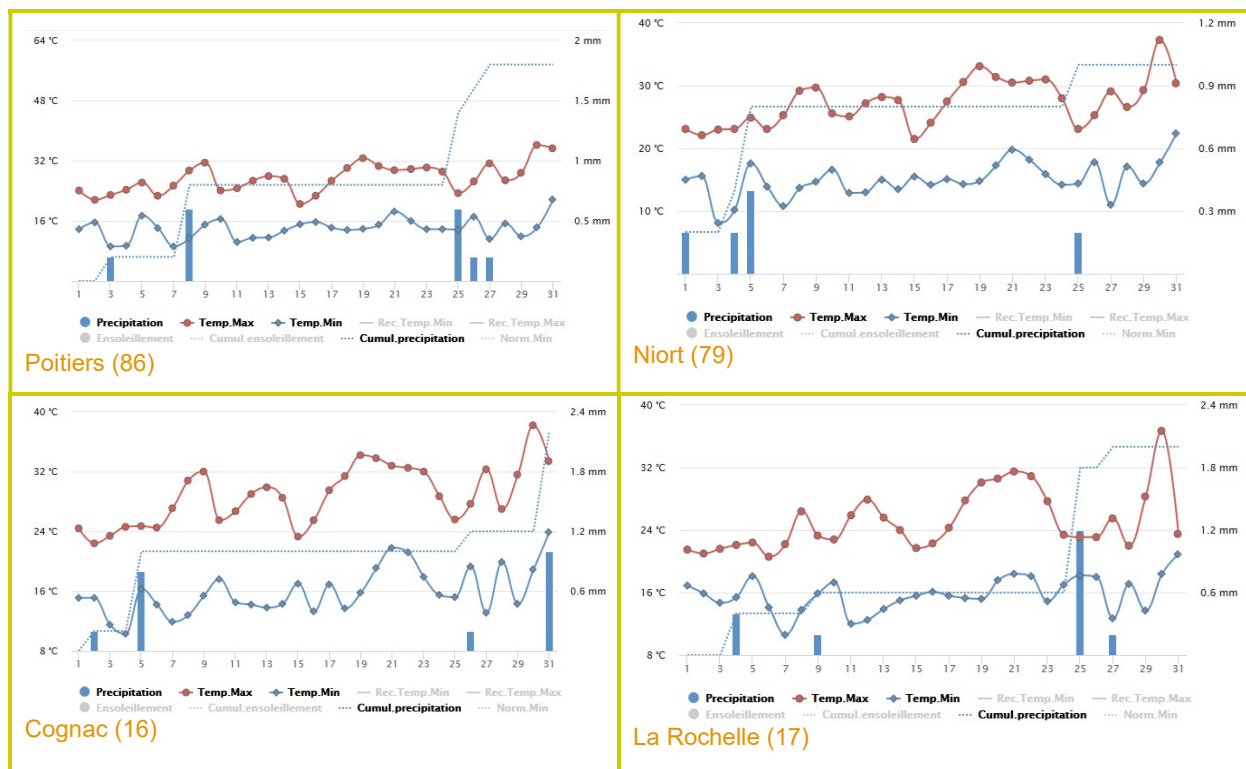 64 °C 2 mm
48 °C 1.5 mm
32 °C 1 mm
16 °C 0.5 mm
1 3 5 7 9 11 13 15 17 19 21 23 25 27 29 31
Precipitation Temp.Max Temp.Min Rec.Temp.Min Rec.Temp.Max
Ensoleillement Cumul.ensoleillement Cumul.precipitation Norm.Min
Poitiers (86)
40 °C 1.2 mm
30 °C 0.9 mm
20 °C 0.6 mm
10 °C 0.3 mm
1 3 5 7 9 11 13 15 17 19 21 23 25 27 29 31
Precipitation Temp.Max Temp.Min Rec.Temp.Min Rec.Temp.Max
Ensoleillement Cumul.ensoleillement Cumul.precipitation Norm.Min
Niort (79)
40 °C 2.4 mm
32 °C 1.8 mm
24 °C 1.2 mm
16 °C 0.6 mm
8 °C
1 3 5 7 9 11 13 15 17 19 21 23 25 27 29 31
Precipitation Temp.Max Temp.Min Rec.Temp.Min Rec.Temp.Max
Ensoleillement Cumul.ensoleillement Cumul.precipitation Norm.Min
Cognac (16)
40 °C 2.4 mm
32 °C 1.8 mm
24 °C 1.2 mm
16 °C 0.6 mm
8 °C
1 3 5 7 9 11 13 15 17 19 21 23 25 27 29 31
Precipitation Temp.Max Temp.Min Rec.Temp.Min Rec.Temp.Max
Ensoleillement Cumul.ensoleillement Cumul.precipitation Norm.Min
La Rochelle (17)